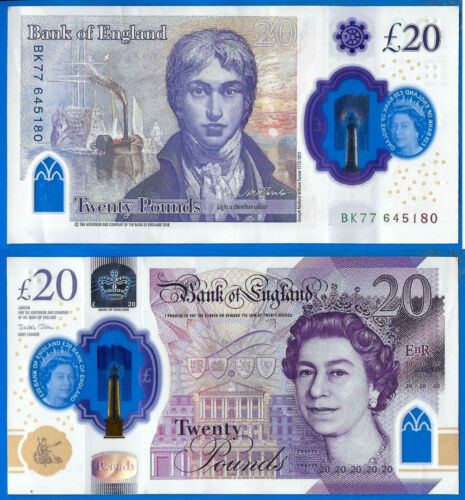 Bank of England
20
£20
BK77 645180
Twenty Pounds
Light is therefore colour
Joseph Mallord William Turner 1775-1851
© THE GOVERNOR AND COMPANY OF THE BANK OF ENGLAND 2018
BK77 645180
£20
£ 20
BANK OF ENGLAND
LONDON
FOR THE GOVERNOR AND COMPANY
OF THE BANK OF ENGLAND
Sarah John
CHIEF CASHIER
Bank of England
I PROMISE TO PAY THE BEARER ON DEMAND THE SUM OF TWENTY POUNDS
20
EIIR
20 20 20
£20 BANK OF ENGLAND £20 BANK OF ENGLAND
£
Pounds
Twenty
Pounds
20 20 20 20 20